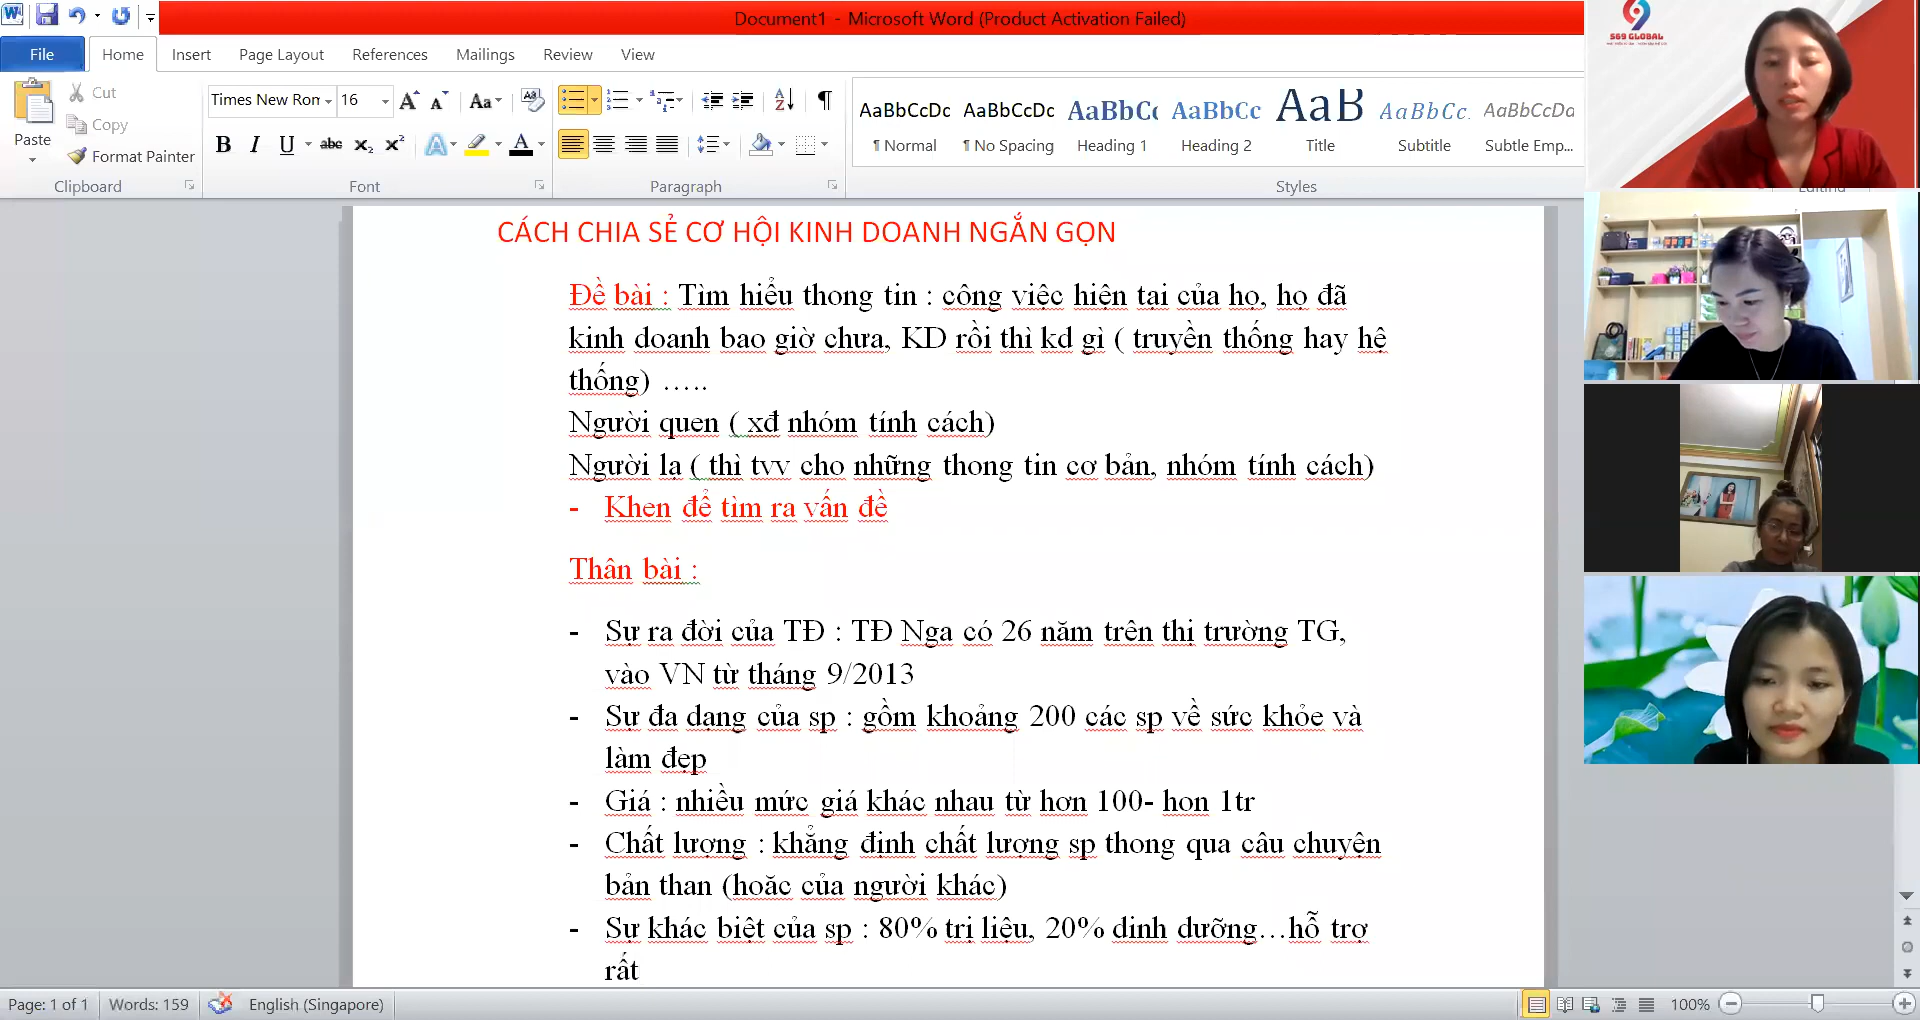 Document1 - Microsoft Word (Product Activation Failed)
File Home Insert Page Layout References Mailings Review View
Cut
Copy
Format Painter
Paste
Clipboard
Times New Ron 16
Font
Paragraph
AaBbCcDc AaBbCcDc AaBbC AaBbCc AaB AaBbCc. AaBbCcDa
¶ Normal ¶ No Spacing Heading 1 Heading 2 Title Subtitle Subtle Emp...
Styles
Editing
S69 GLOBAL
CÁCH CHIA SẺ CƠ HỘI KINH DOANH NGẮN GỌN
Đề bài : Tìm hiểu thong tin : công việc hiện tại của họ, họ đã
kinh doanh bao giờ chưa, KD rồi thì kd gì ( truyền thống hay hệ
thống) …..
Người quen ( xđ nhóm tính cách)
Người lạ ( thì tvv cho những thong tin cơ bản, nhóm tính cách)
- Khen để tìm ra vấn đề
Thân bài :
- Sự ra đời của TĐ : TĐ Nga có 26 năm trên thị trường TG,
vào VN từ tháng 9/2013
- Sự đa dạng của sp : gồm khoảng 200 các sp về sức khỏe và
làm đẹp
- Giá : nhiều mức giá khác nhau từ hơn 100- hon 1tr
- Chất lượng : khẳng định chất lượng sp thong qua câu chuyện
bản than (hoặc của người khác)
- Sự khác biệt của sp : 80% trị liệu, 20% dinh dưỡng…hỗ trợ
rất
Page: 1 of 1 Words: 159 English (Singapore) 100%